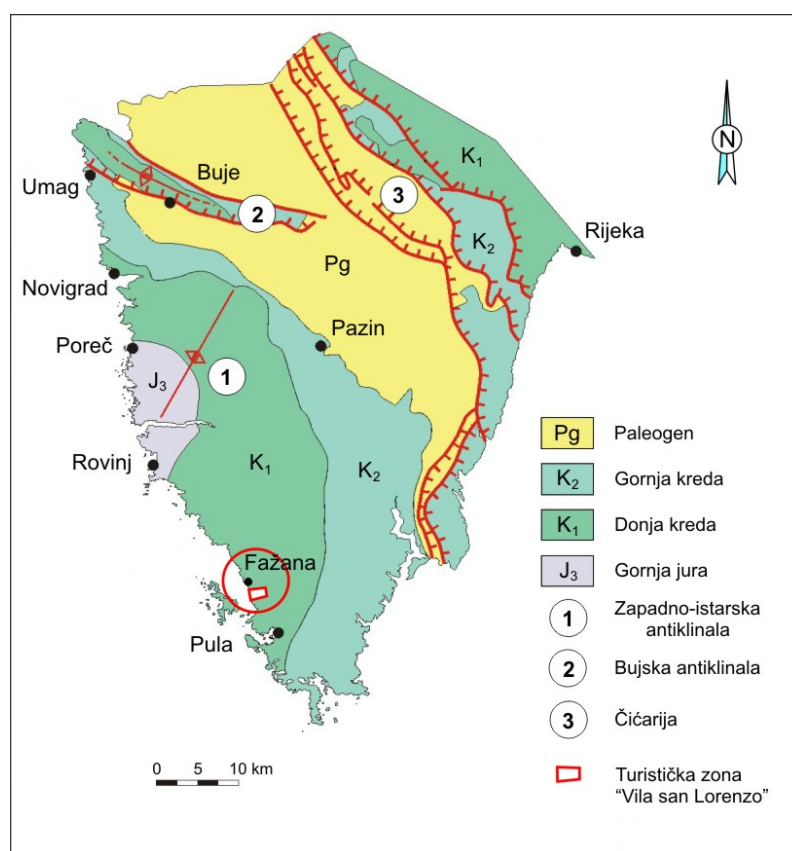 N
K₁
Buje
Umag
3
2
Rijeka
K₂
Pg
Novigrad
Pazin
Poreč
J₃
1
Rovinj
K₁
K₂
Fažana
Pula
0 5 10 km
Pg Paleogen
K₂ Gornja kreda
K₁ Donja kreda
J₃ Gornja jura
1 Zapadno-istarska
antiklinala
2 Bujska antiklinala
3 Čićarija
Turistička zona
“Vila san Lorenzo”